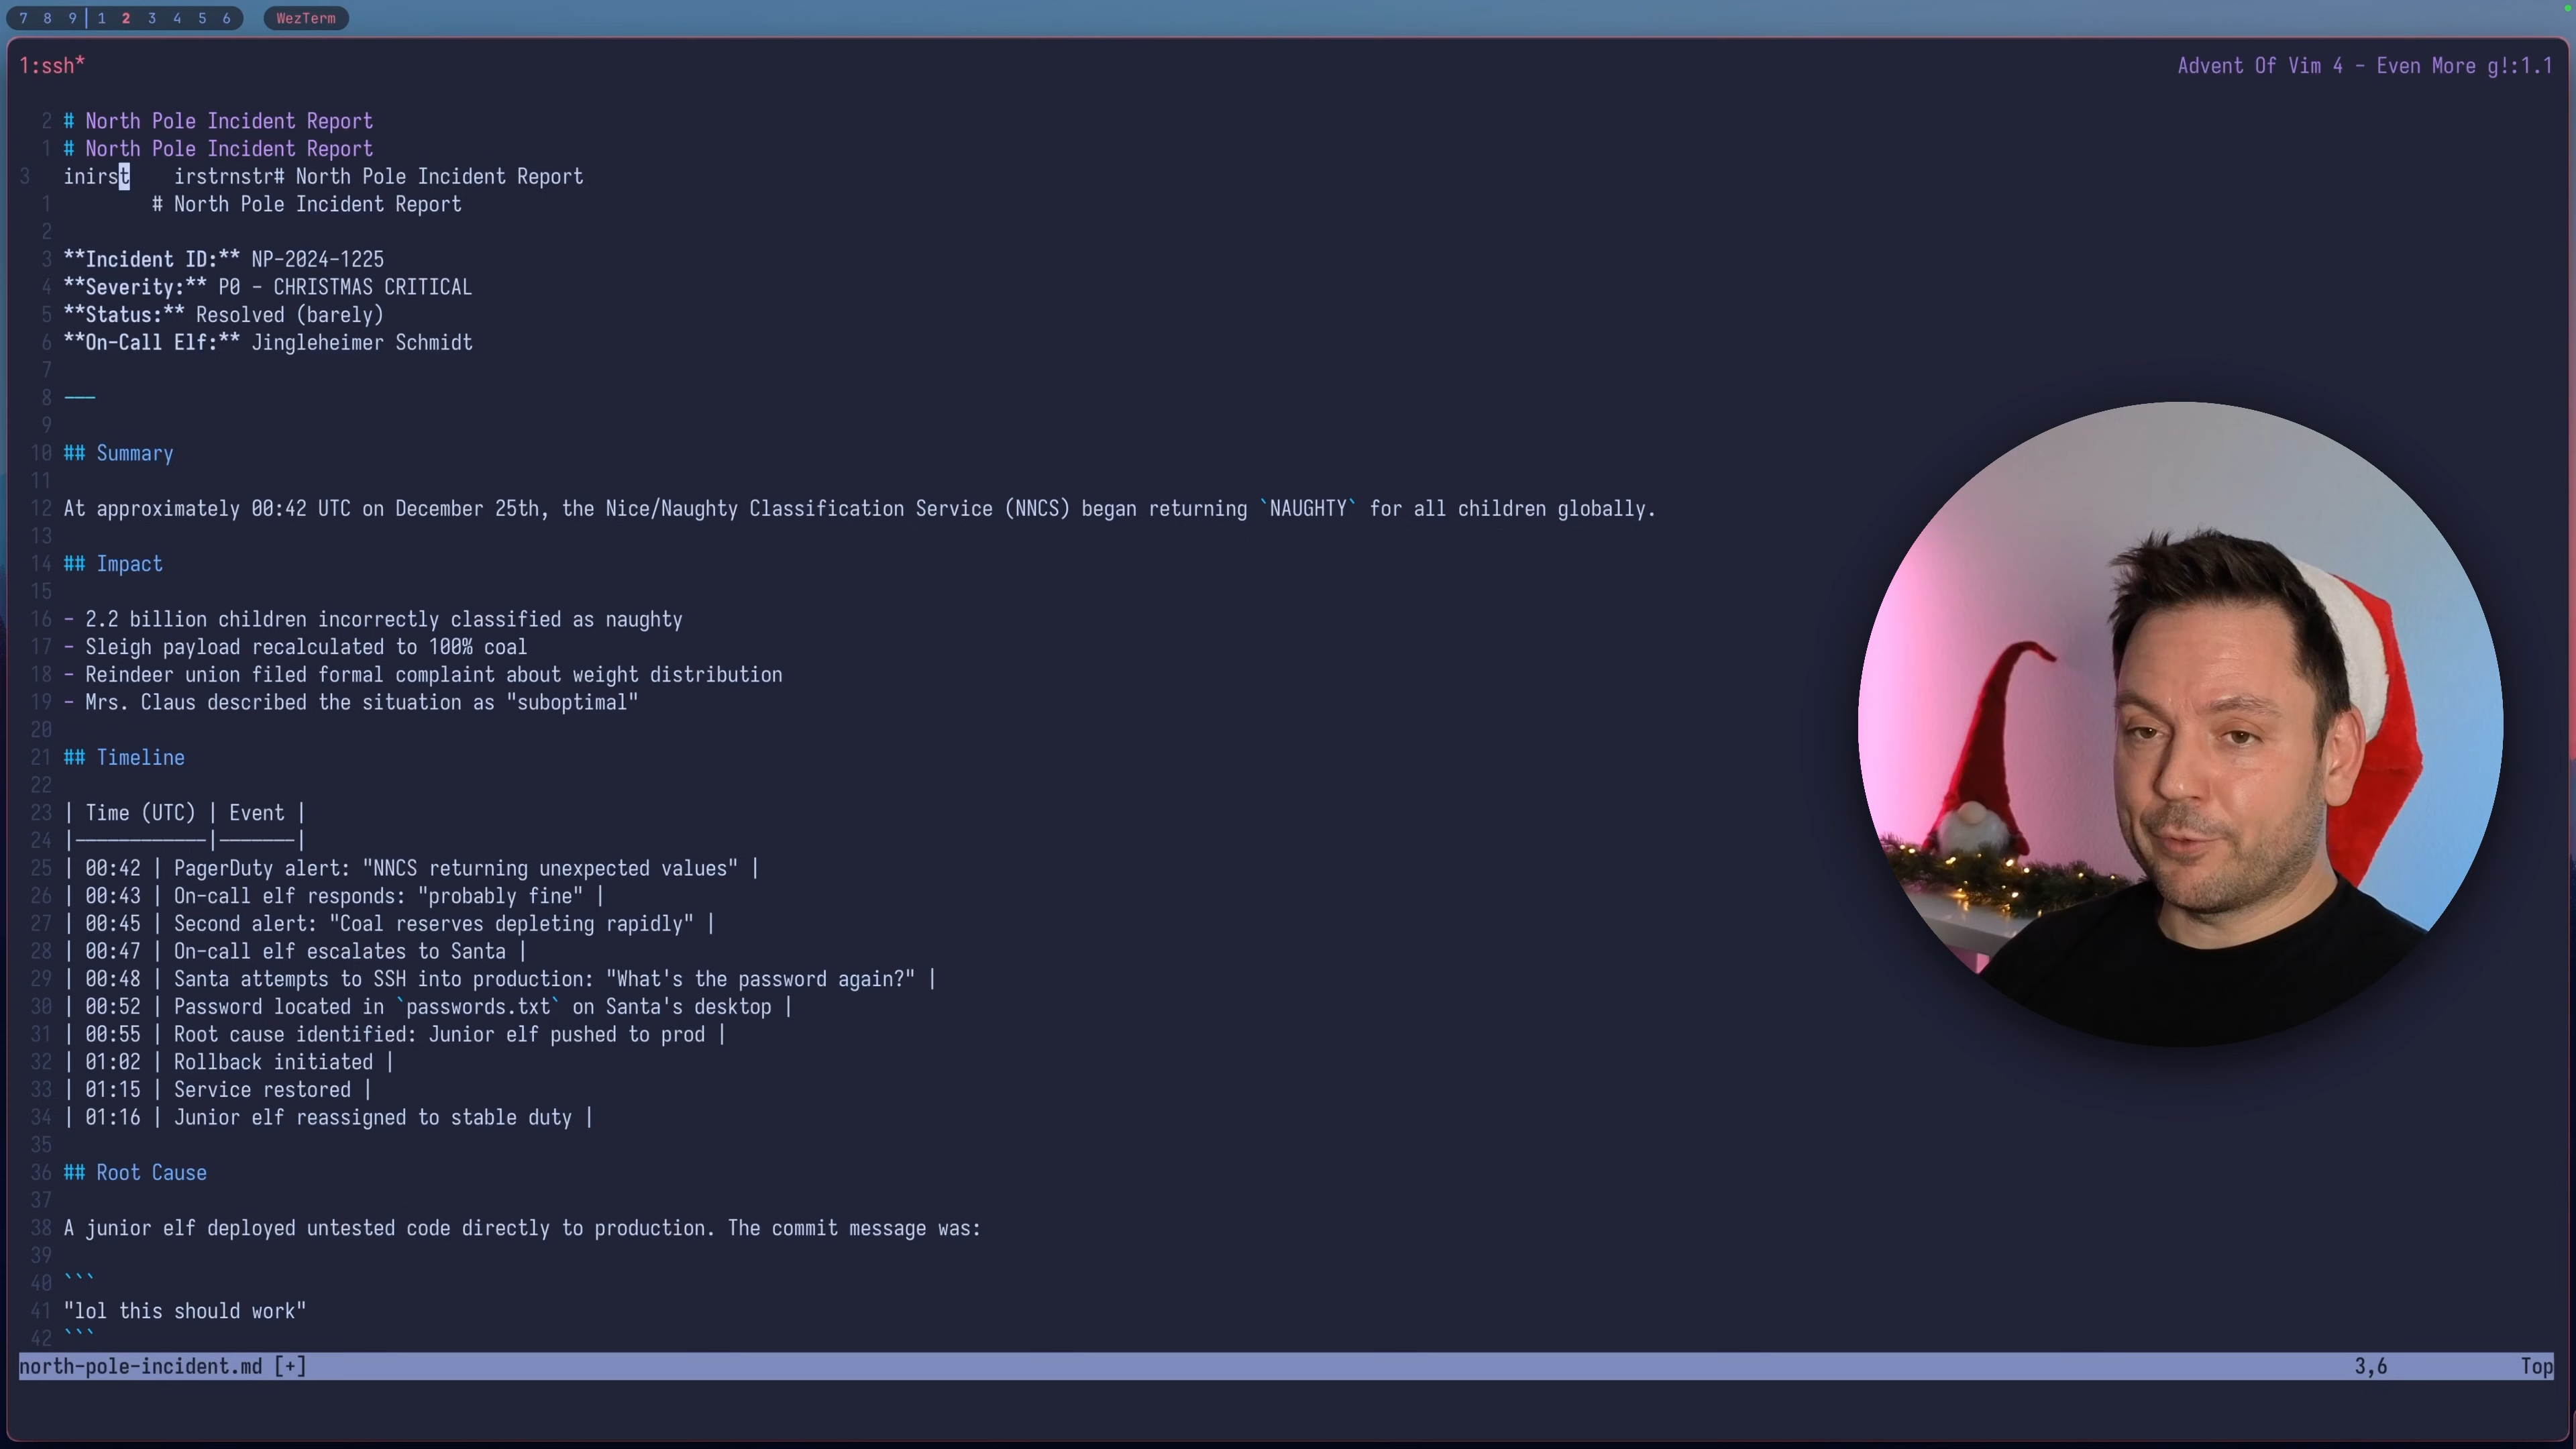 7 8 9 1 2 3 4 5 6 WezTerm
1:ssh* Advent Of Vim 4 - Even More g!:1.1
2 # North Pole Incident Report
1 # North Pole Incident Report
3 inirst    irstrnstr# North Pole Incident Report
1         # North Pole Incident Report
2
3 **Incident ID:** NP-2024-1225
4 **Severity:** P0 - CHRISTMAS CRITICAL
5 **Status:** Resolved (barely)
6 **On-Call Elf:** Jingleheimer Schmidt
7
8 ---
9
10 ## Summary
11
12 At approximately 00:42 UTC on December 25th, the Nice/Naughty Classification Service (NNCS) began returning `NAUGHTY` for all children globally.
13
14 ## Impact
15
16 - 2.2 billion children incorrectly classified as naughty
17 - Sleigh payload recalculated to 100% coal
18 - Reindeer union filed formal complaint about weight distribution
19 - Mrs. Claus described the situation as "suboptimal"
20
21 ## Timeline
22
23 | Time (UTC) | Event |
24 |------------|-------|
25 | 00:42 | PagerDuty alert: "NNCS returning unexpected values" |
26 | 00:43 | On-call elf responds: "probably fine" |
27 | 00:45 | Second alert: "Coal reserves depleting rapidly" |
28 | 00:47 | On-call elf escalates to Santa |
29 | 00:48 | Santa attempts to SSH into production: "What's the password again?" |
30 | 00:52 | Password located in `passwords.txt` on Santa's desktop |
31 | 00:55 | Root cause identified: Junior elf pushed to prod |
32 | 01:02 | Rollback initiated |
33 | 01:15 | Service restored |
34 | 01:16 | Junior elf reassigned to stable duty |
35
36 ## Root Cause
37
38 A junior elf deployed untested code directly to production. The commit message was:
39
40 ```
41 "lol this should work"
42 ```
north-pole-incident.md [+] 3,6 Top